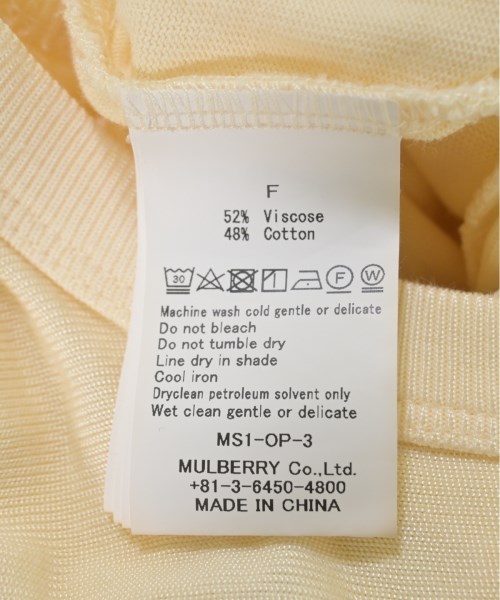 F
52% Viscose
48% Cotton
30 F W
Machine wash cold gentle or delicate
Do not bleach
Do not tumble dry
Line dry in shade
Cool iron
Dryclean petroleum solvent only
Wet clean gentle or delicate
MS1-OP-3
MULBERRY Co.,Ltd.
+81-3-6450-4800
MADE IN CHINA